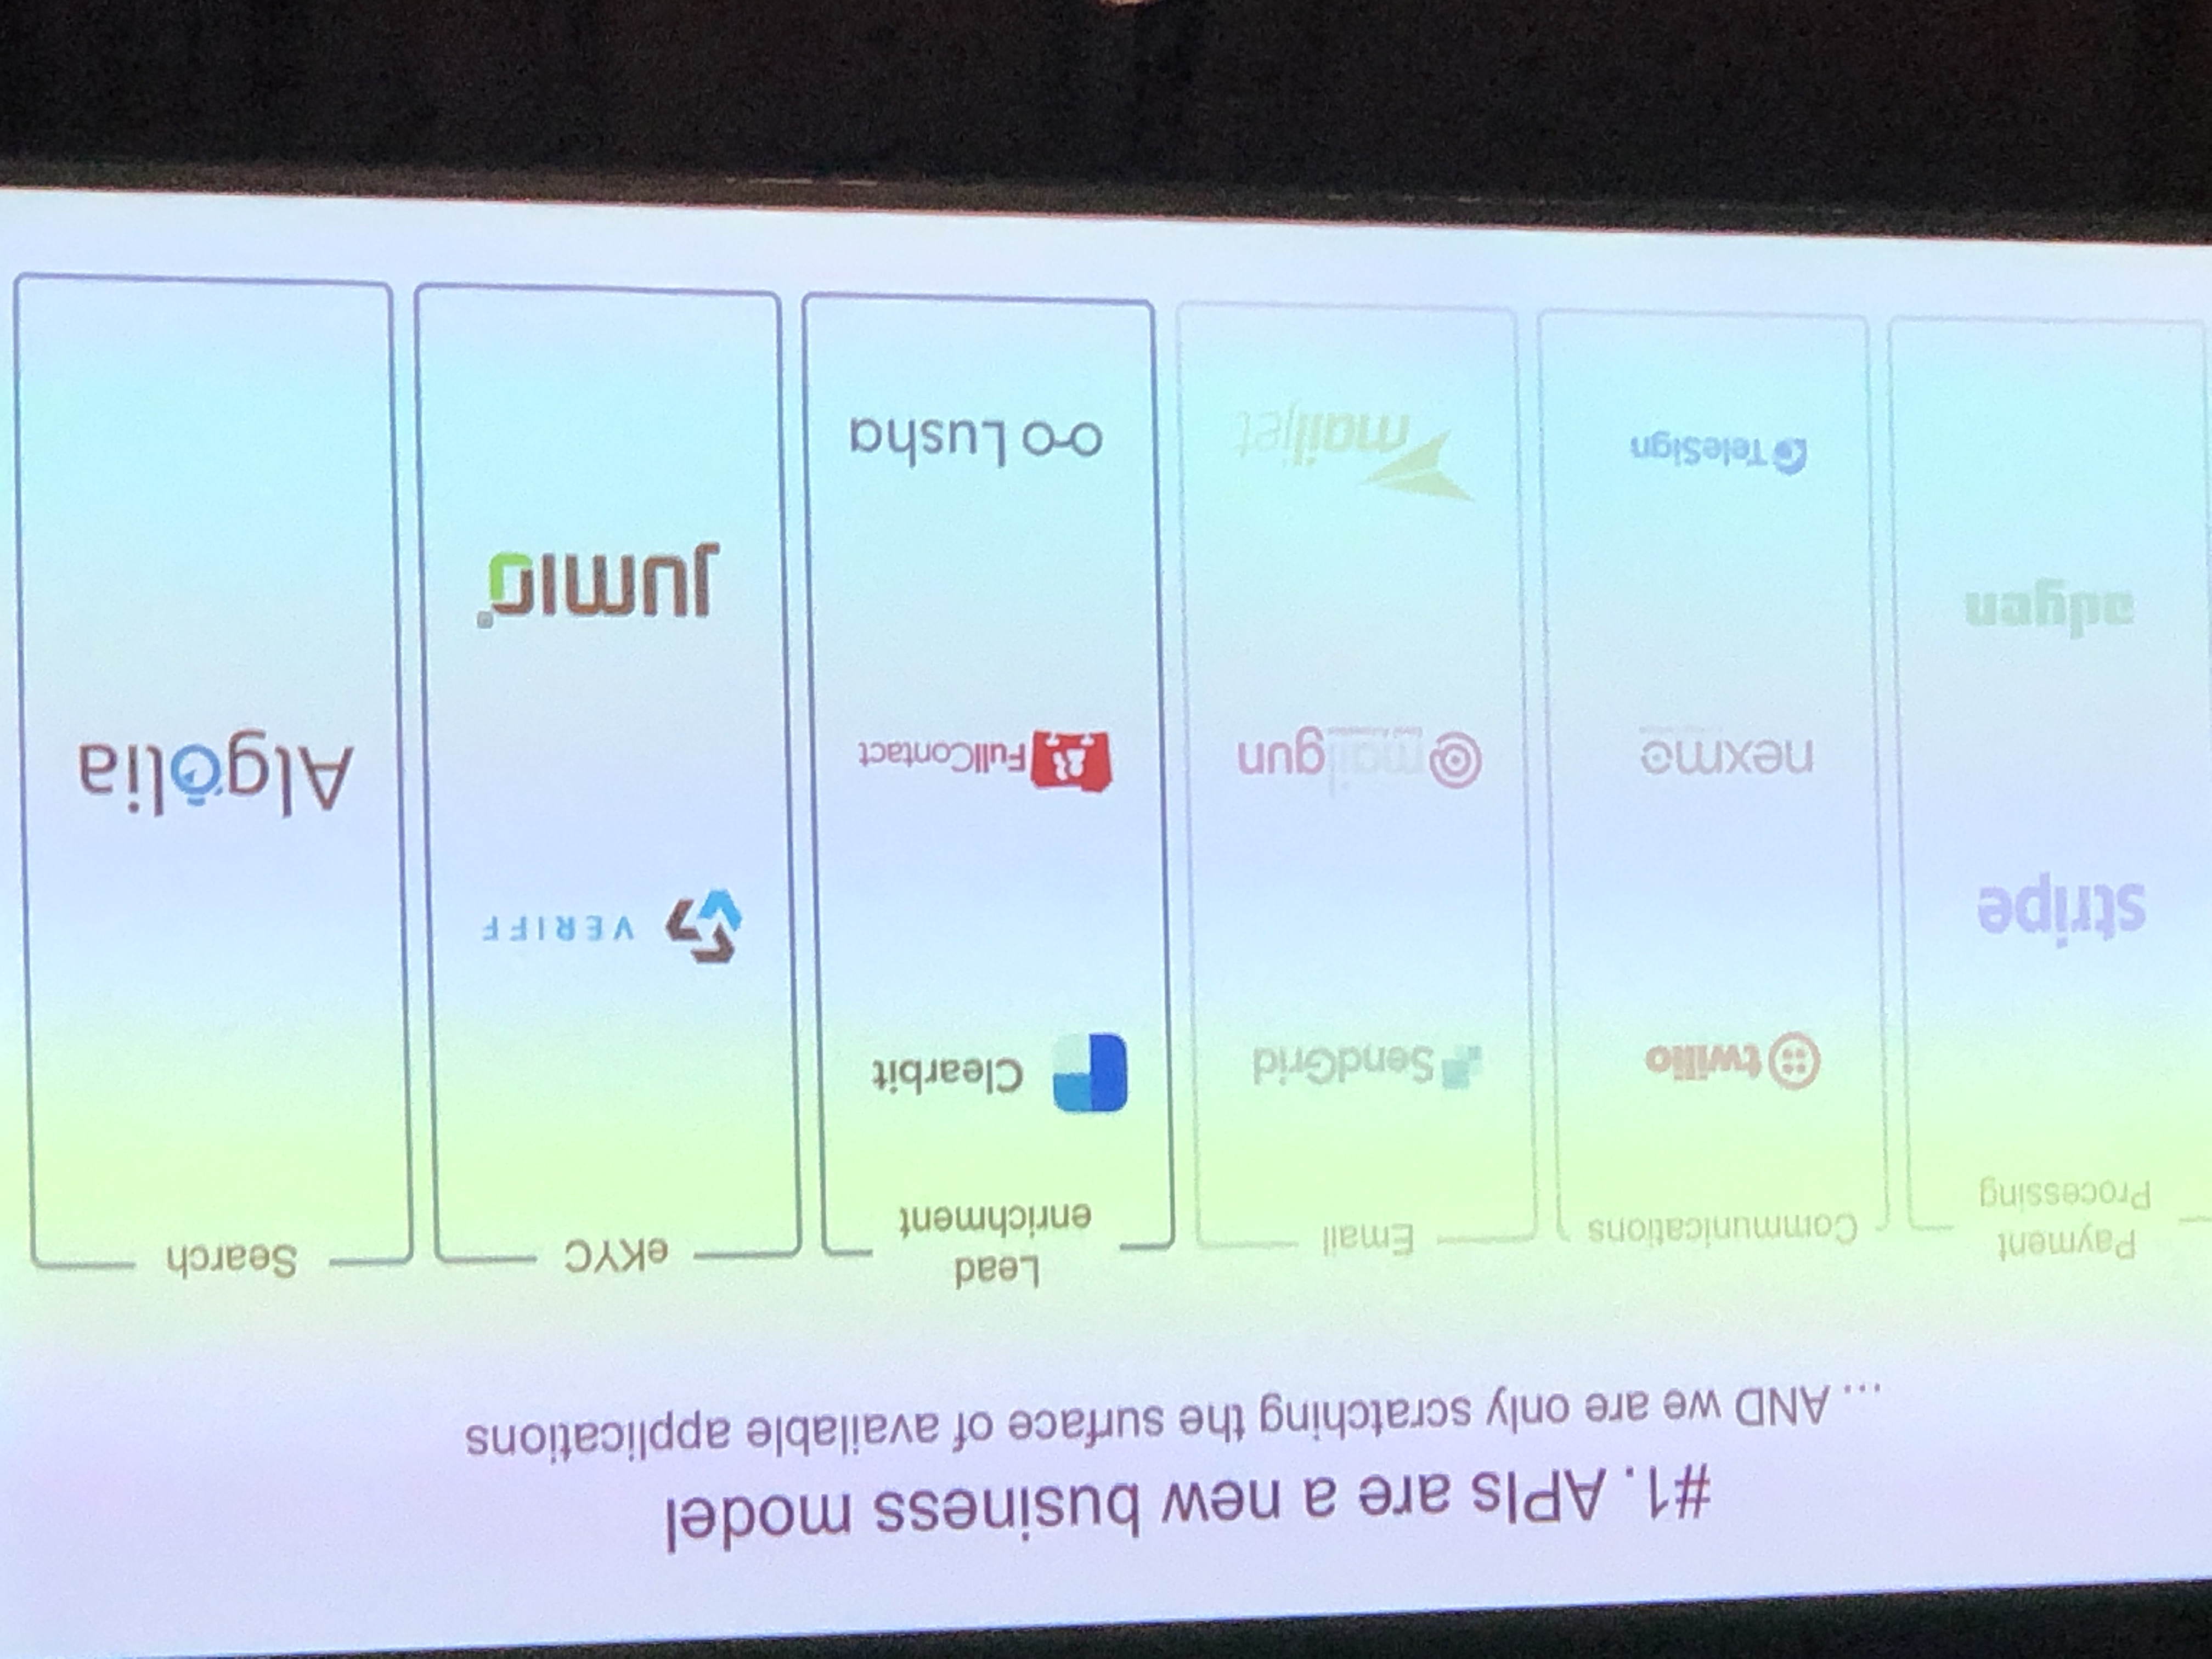 #1. APIs are a new business model
... AND we are only scratching the surface of available applications
Payment
Processing
stripe
adyen
Communications
twilio
nexmo
TeleSign
Email
SendGrid
@mailgun
mailjet
Lead
enrichment
Clearbit
FullContact
Lusha
eKYC
VERIFF
JUMIO
Search
Algolia